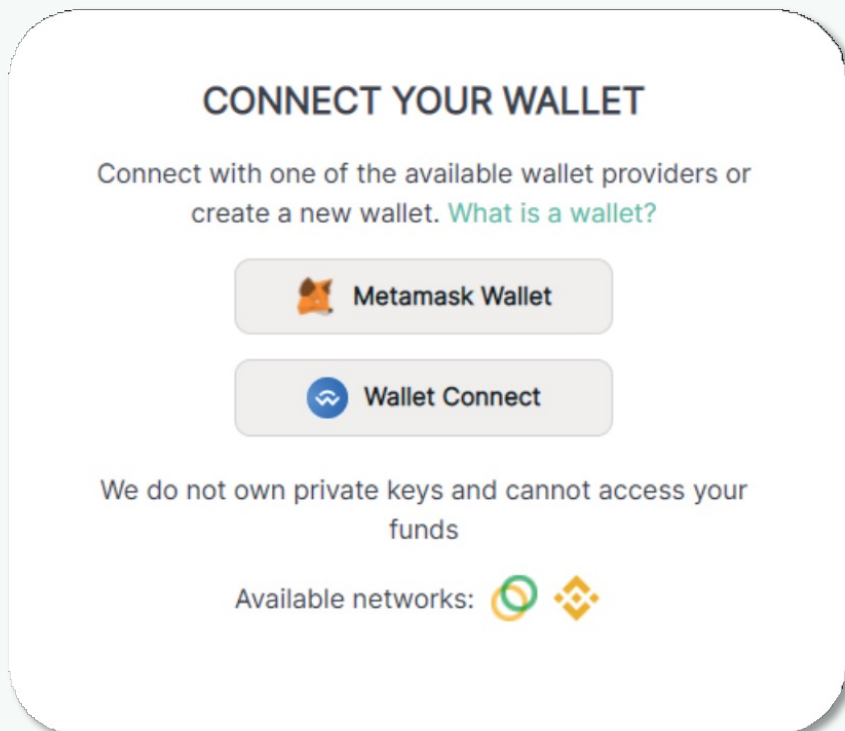 CONNECT YOUR WALLET
Connect with one of the available wallet providers or
create a new wallet. What is a wallet?
Metamask Wallet
Wallet Connect
We do not own private keys and cannot access your
funds
Available networks: